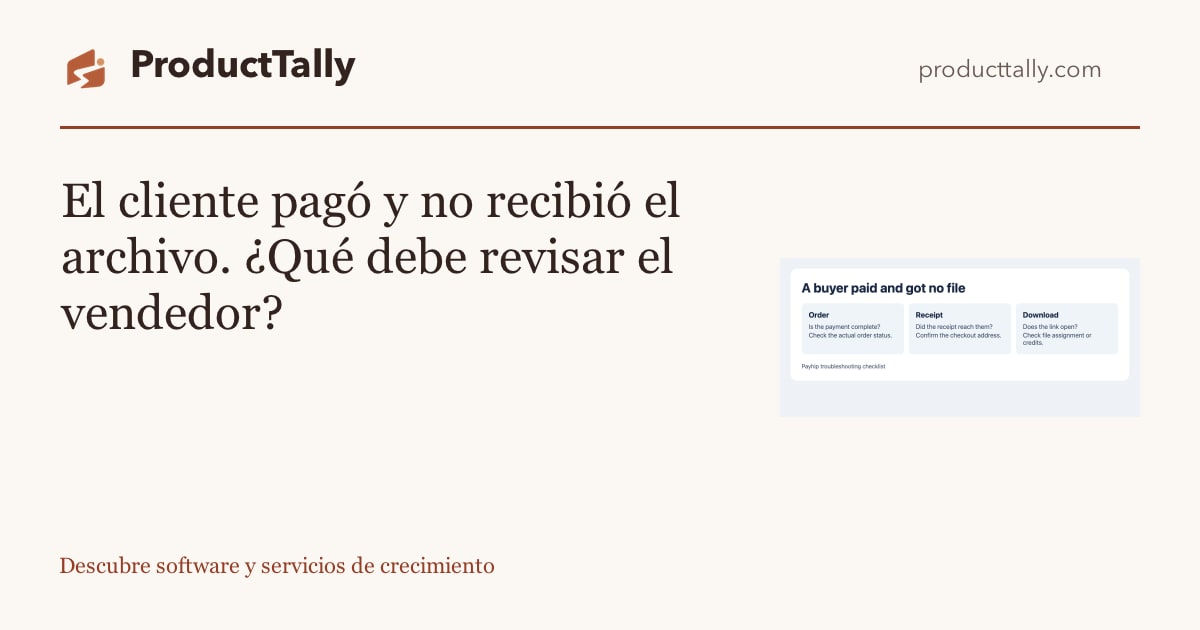 ProductTally
producttally.com
El cliente pagó y no recibió el
archivo. ¿Qué debe revisar el
vendedor?
A buyer paid and got no file
Order
Is the payment complete?
Check the actual order status.
Receipt
Did the receipt reach them?
Confirm the checkout address.
Download
Does the link open?
Check file assignment or
credits.
Payhip troubleshooting checklist
Descubre software y servicios de crecimiento